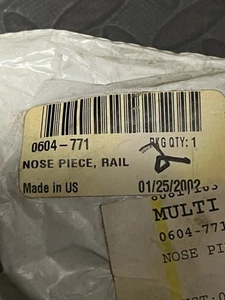 0604-771 PKG QTY: 1
NOSE PIECE, RAIL
Made in US 01/25/2002
MULTI
0604-771
NOSE PI